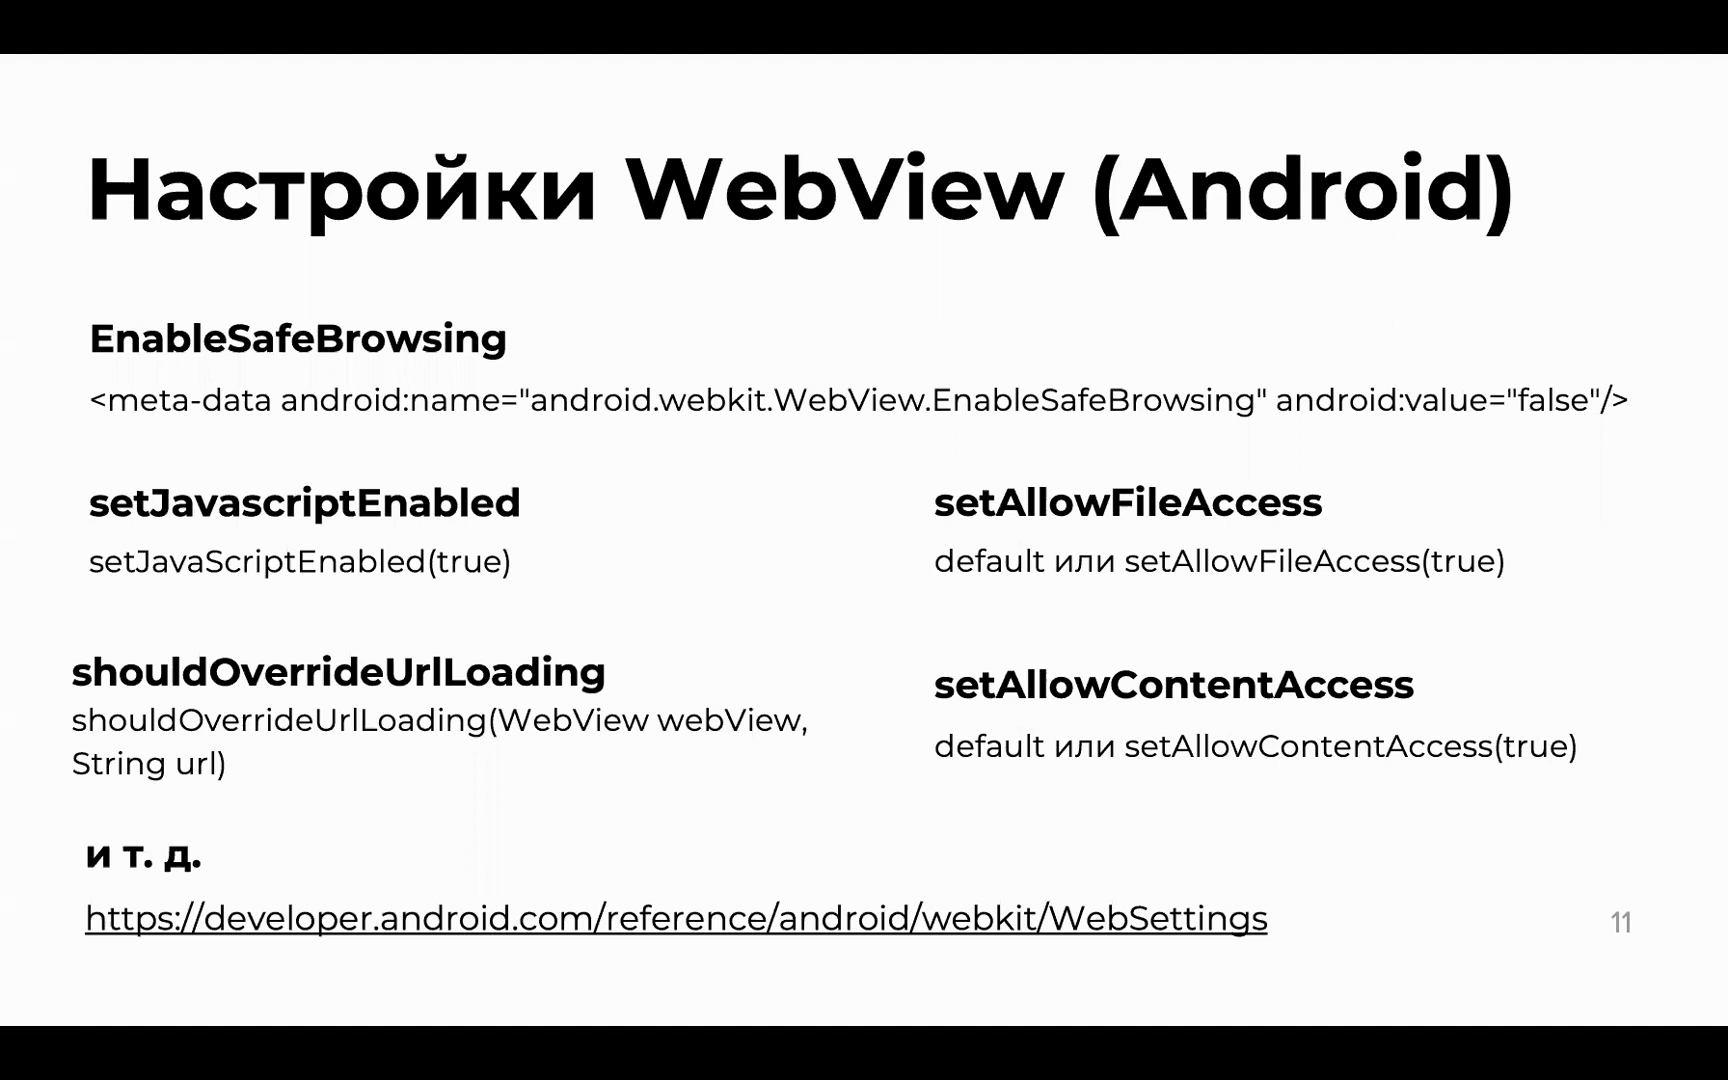 Настройки WebView (Android)
EnableSafeBrowsing
<meta-data android:name="android.webkit.WebView.EnableSafeBrowsing" android:value="false"/>
setJavascriptEnabled
setJavaScriptEnabled(true)
setAllowFileAccess
default или setAllowFileAccess(true)
shouldOverrideUrlLoading
shouldOverrideUrlLoading(WebView webView,
String url)
setAllowContentAccess
default или setAllowContentAccess(true)
и т. д.
https://developer.android.com/reference/android/webkit/WebSettings
11